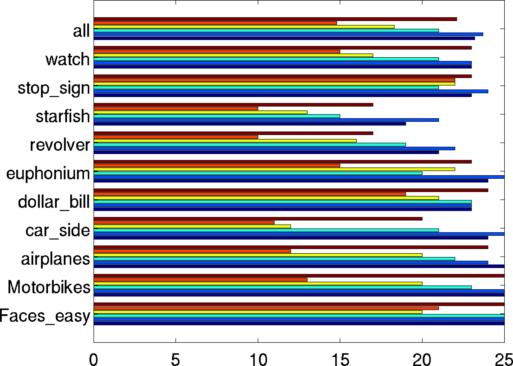 all
watch
stop_sign
starfish
revolver
euphonium
dollar_bill
car_side
airplanes
Motorbikes
Faces_easy
0 5 10 15 20 25